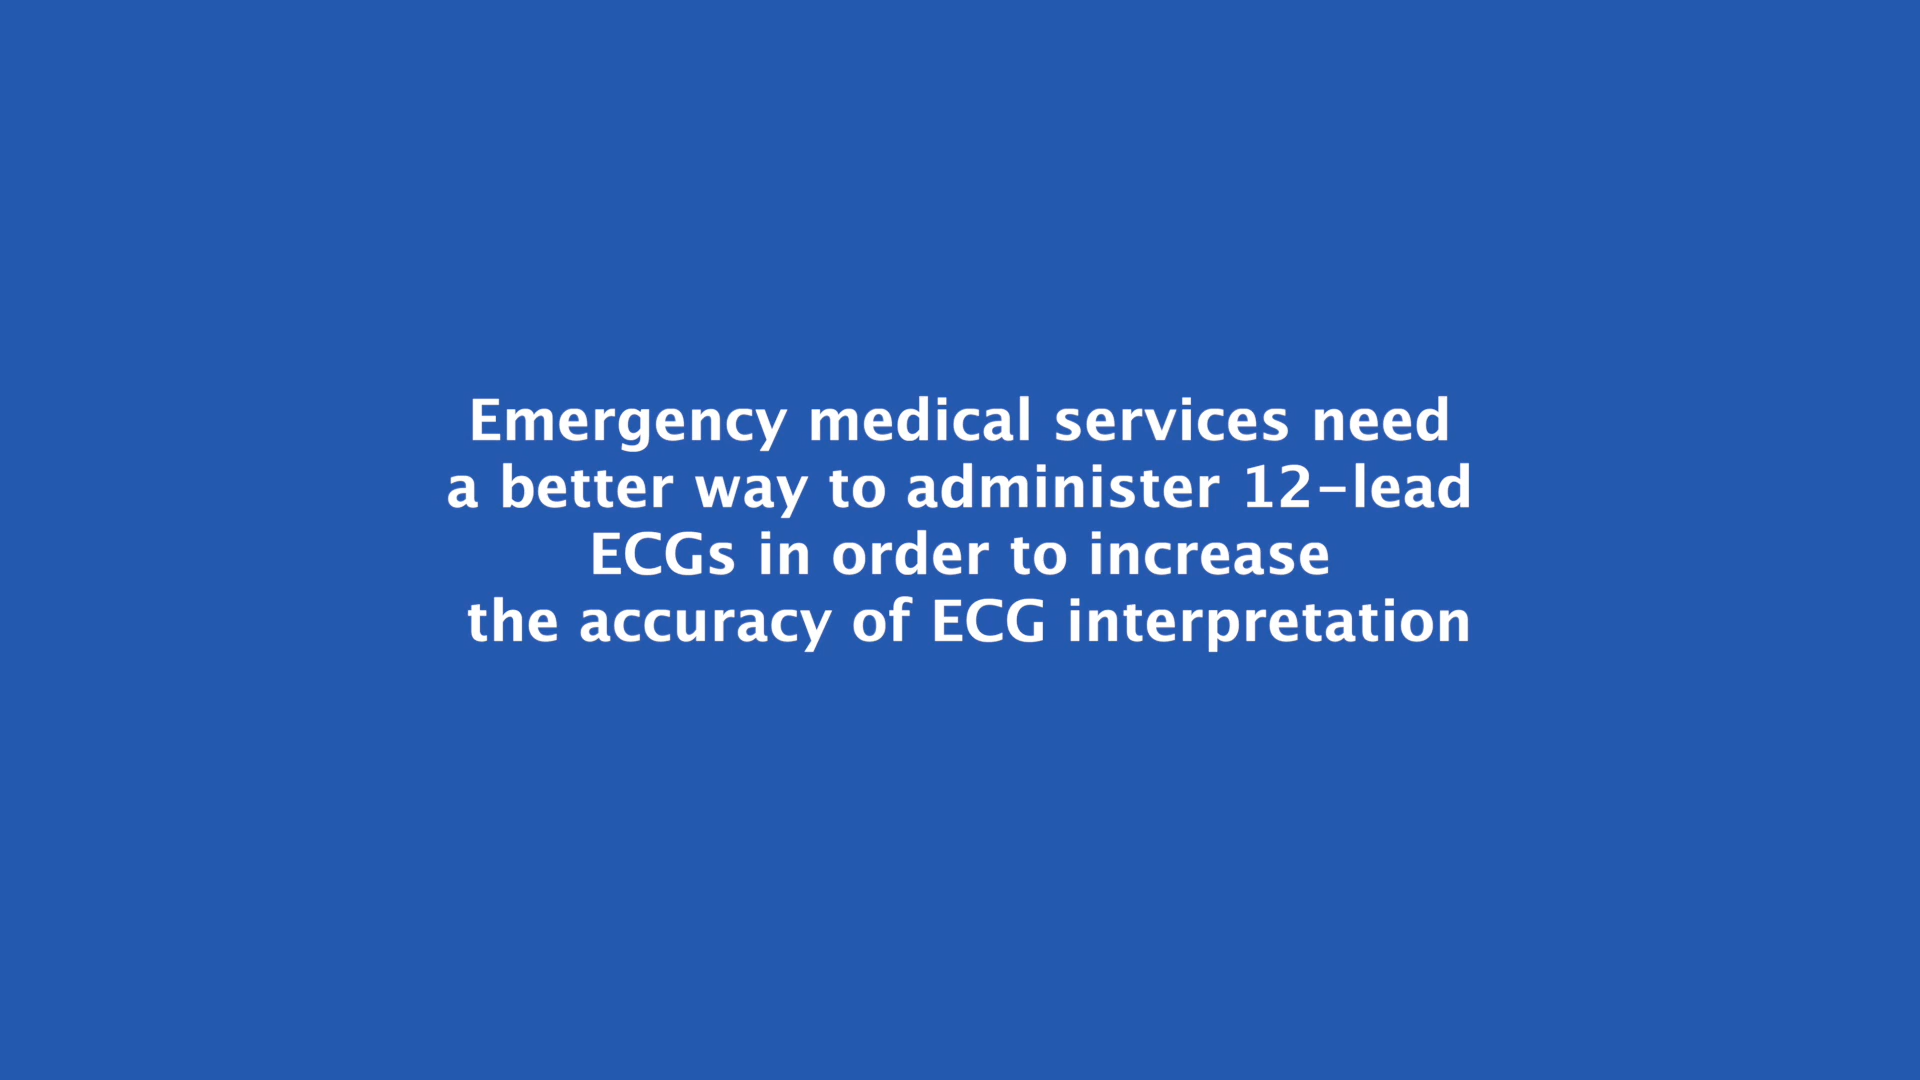 Emergency medical services need
a better way to administer 12-lead
ECGs in order to increase
the accuracy of ECG interpretation